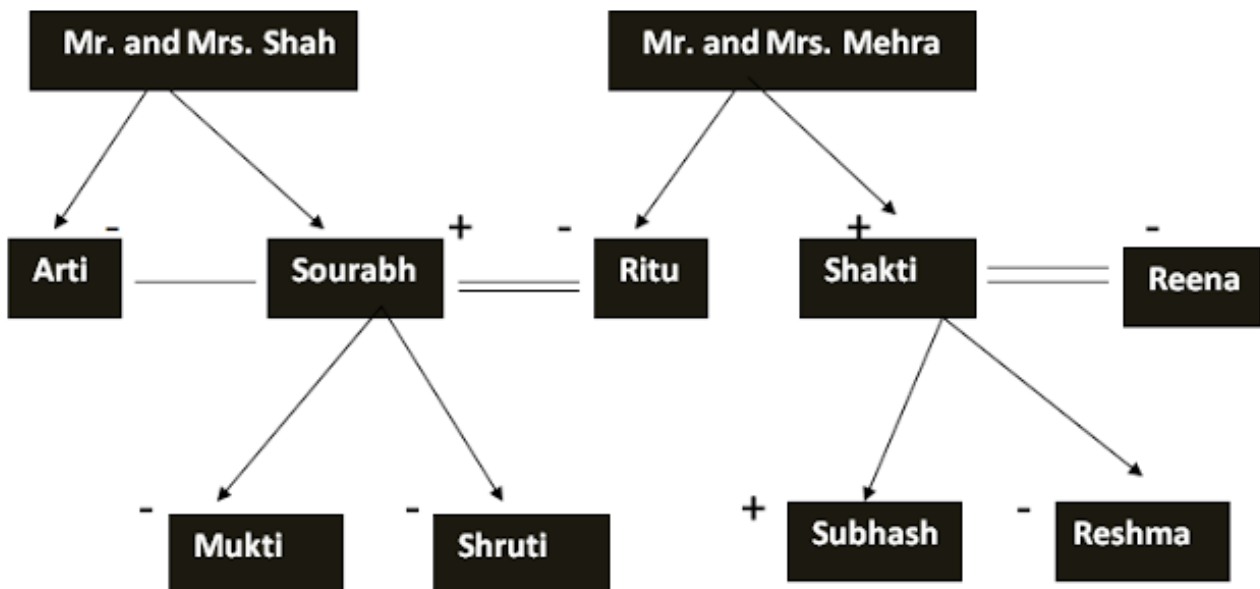 Mr. and Mrs. Shah
Mr. and Mrs. Mehra
- + - + -
Arti
Sourabh
Ritu
Shakti
Reena
- - + -
Mukti
Shruti
Subhash
Reshma